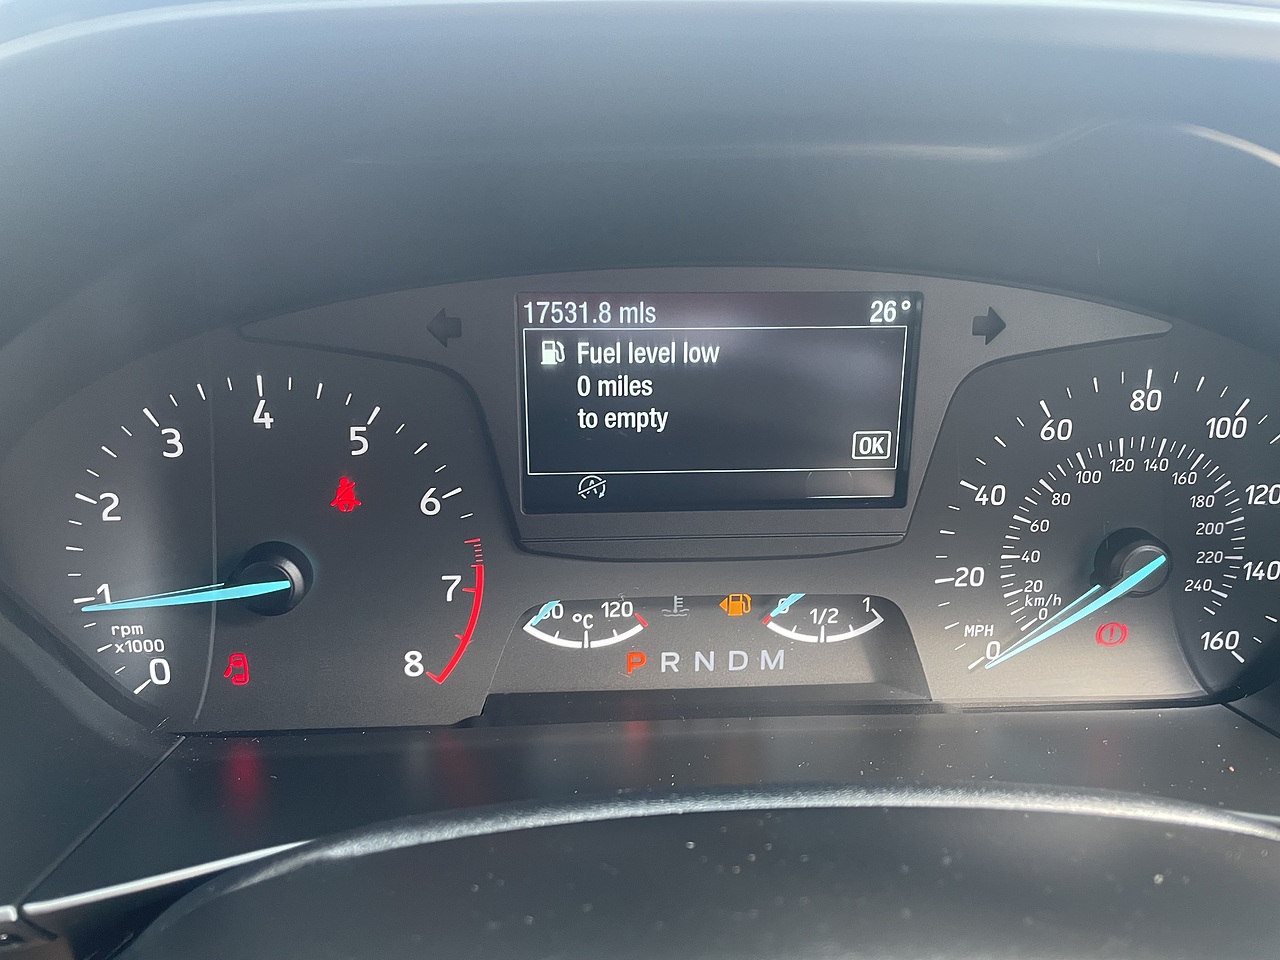 17531.8 mls 26°
Fuel level low
0 miles
to empty
OK
0 1 2 3 4 5 6 7 8
rpm
x1000
60 120
°C
0 1/2 1
P R N D M
0 20 40 60 80 100 120 140 160
MPH
0 20 40 60 80 100 120 140 160 180 200 220 240
km/h